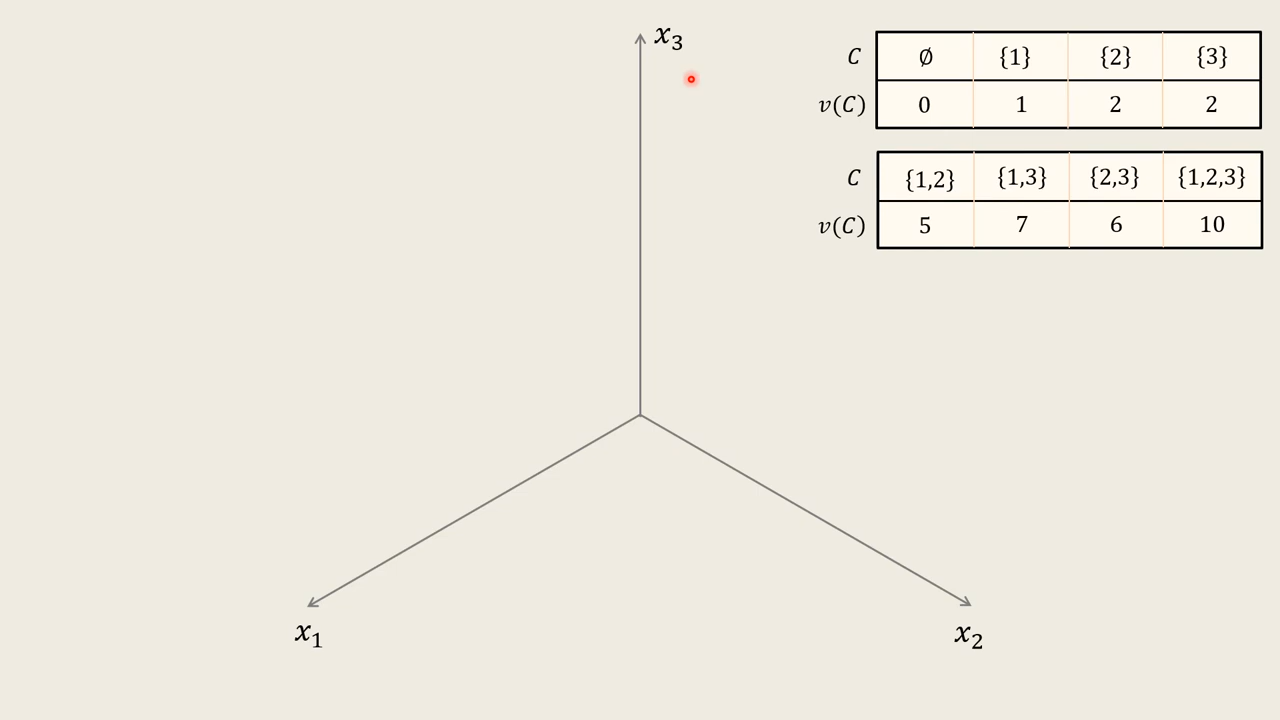 x₃
C ∅ {1} {2} {3}
v(C) 0 1 2 2
C {1,2} {1,3} {2,3} {1,2,3}
v(C) 5 7 6 10
x₁
x₂